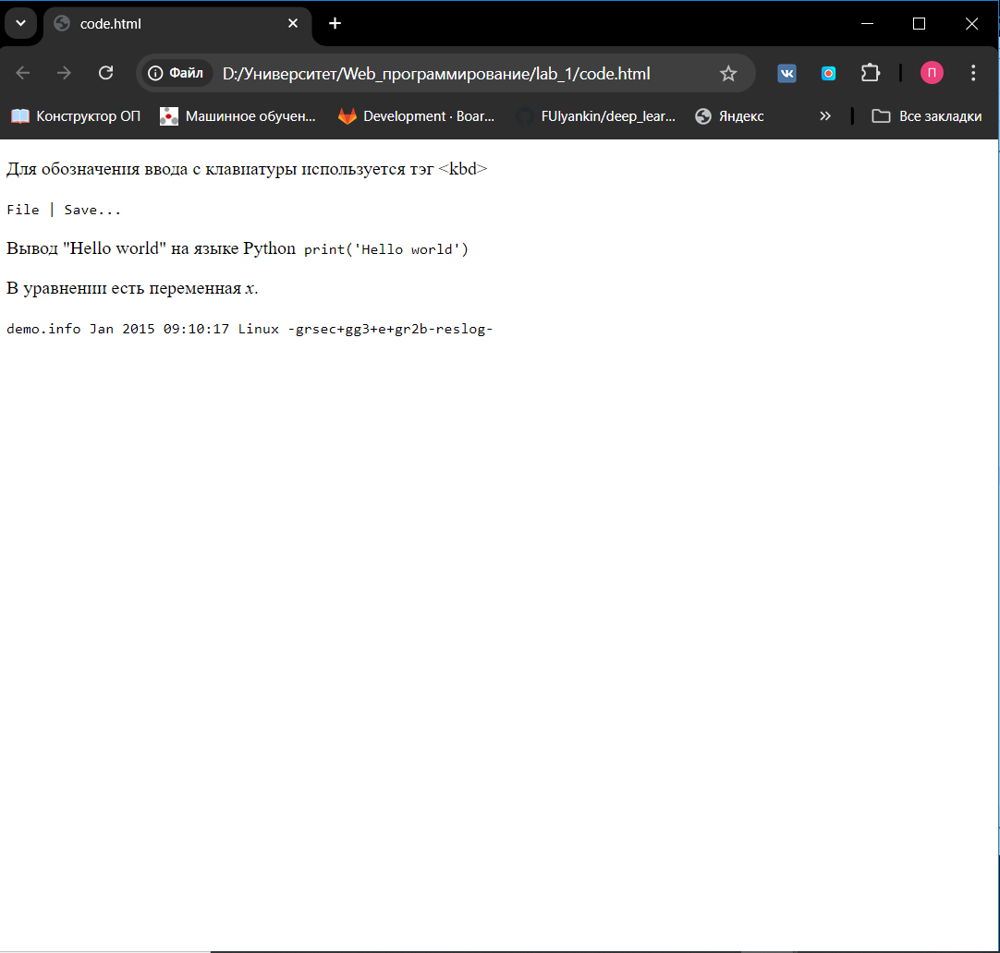 code.html
Файл D:/Университет/Web_программирование/lab_1/code.html П
Конструктор ОП Машинное обучен... Development · Boar... FUlyankin/deep_lear... Яндекс » Все закладки
Для обозначения ввода с клавиатуры используется тэг <kbd>
File | Save...
Вывод "Hello world" на языке Python print('Hello world')
В уравнении есть переменная x.
demo.info Jan 2015 09:10:17 Linux -grsec+gg3+e+gr2b-reslog-